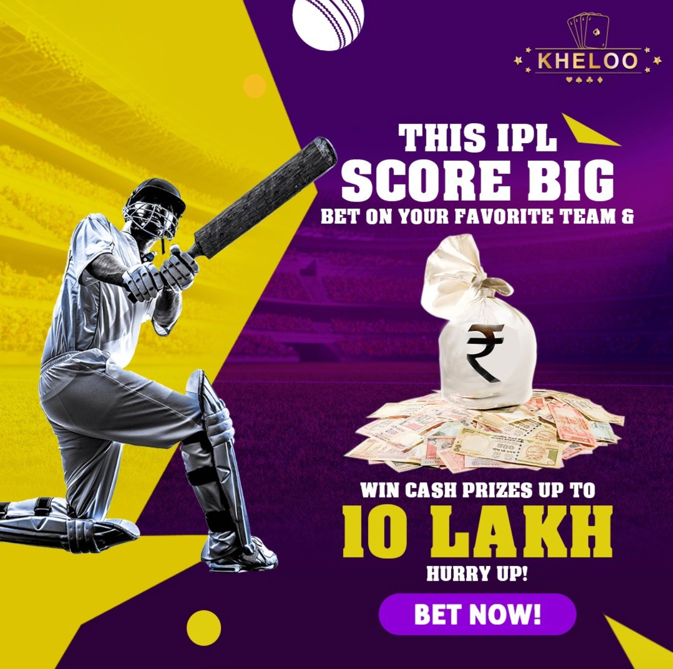 KHELOO
THIS IPL
SCORE BIG
BET ON YOUR FAVORITE TEAM &
₹
WIN CASH PRIZES UP TO
10 LAKH
HURRY UP!
BET NOW!